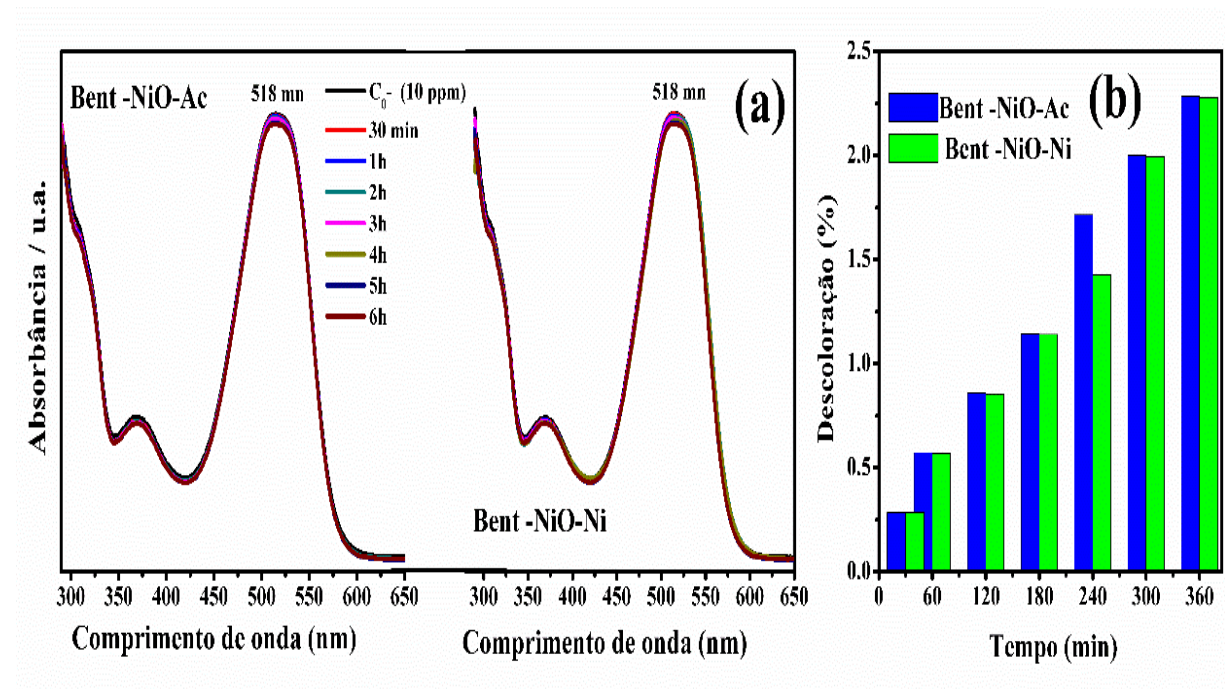 Bent -NiO-Ac
518 mn
C0- (10 ppm)
30 min
1h
2h
3h
4h
5h
6h
518 mn
(a)
Bent -NiO-Ni
Absorbância / u.a.
300 350 400 450 500 550 600 650
300 350 400 450 500 550 600 650
Comprimento de onda (nm)
Comprimento de onda (nm)
(b)
Bent -NiO-Ac
Bent -NiO-Ni
Descoloração (%)
2.5
2.0
1.5
1.0
0.5
0.0
0 60 120 180 240 300 360
Tempo (min)